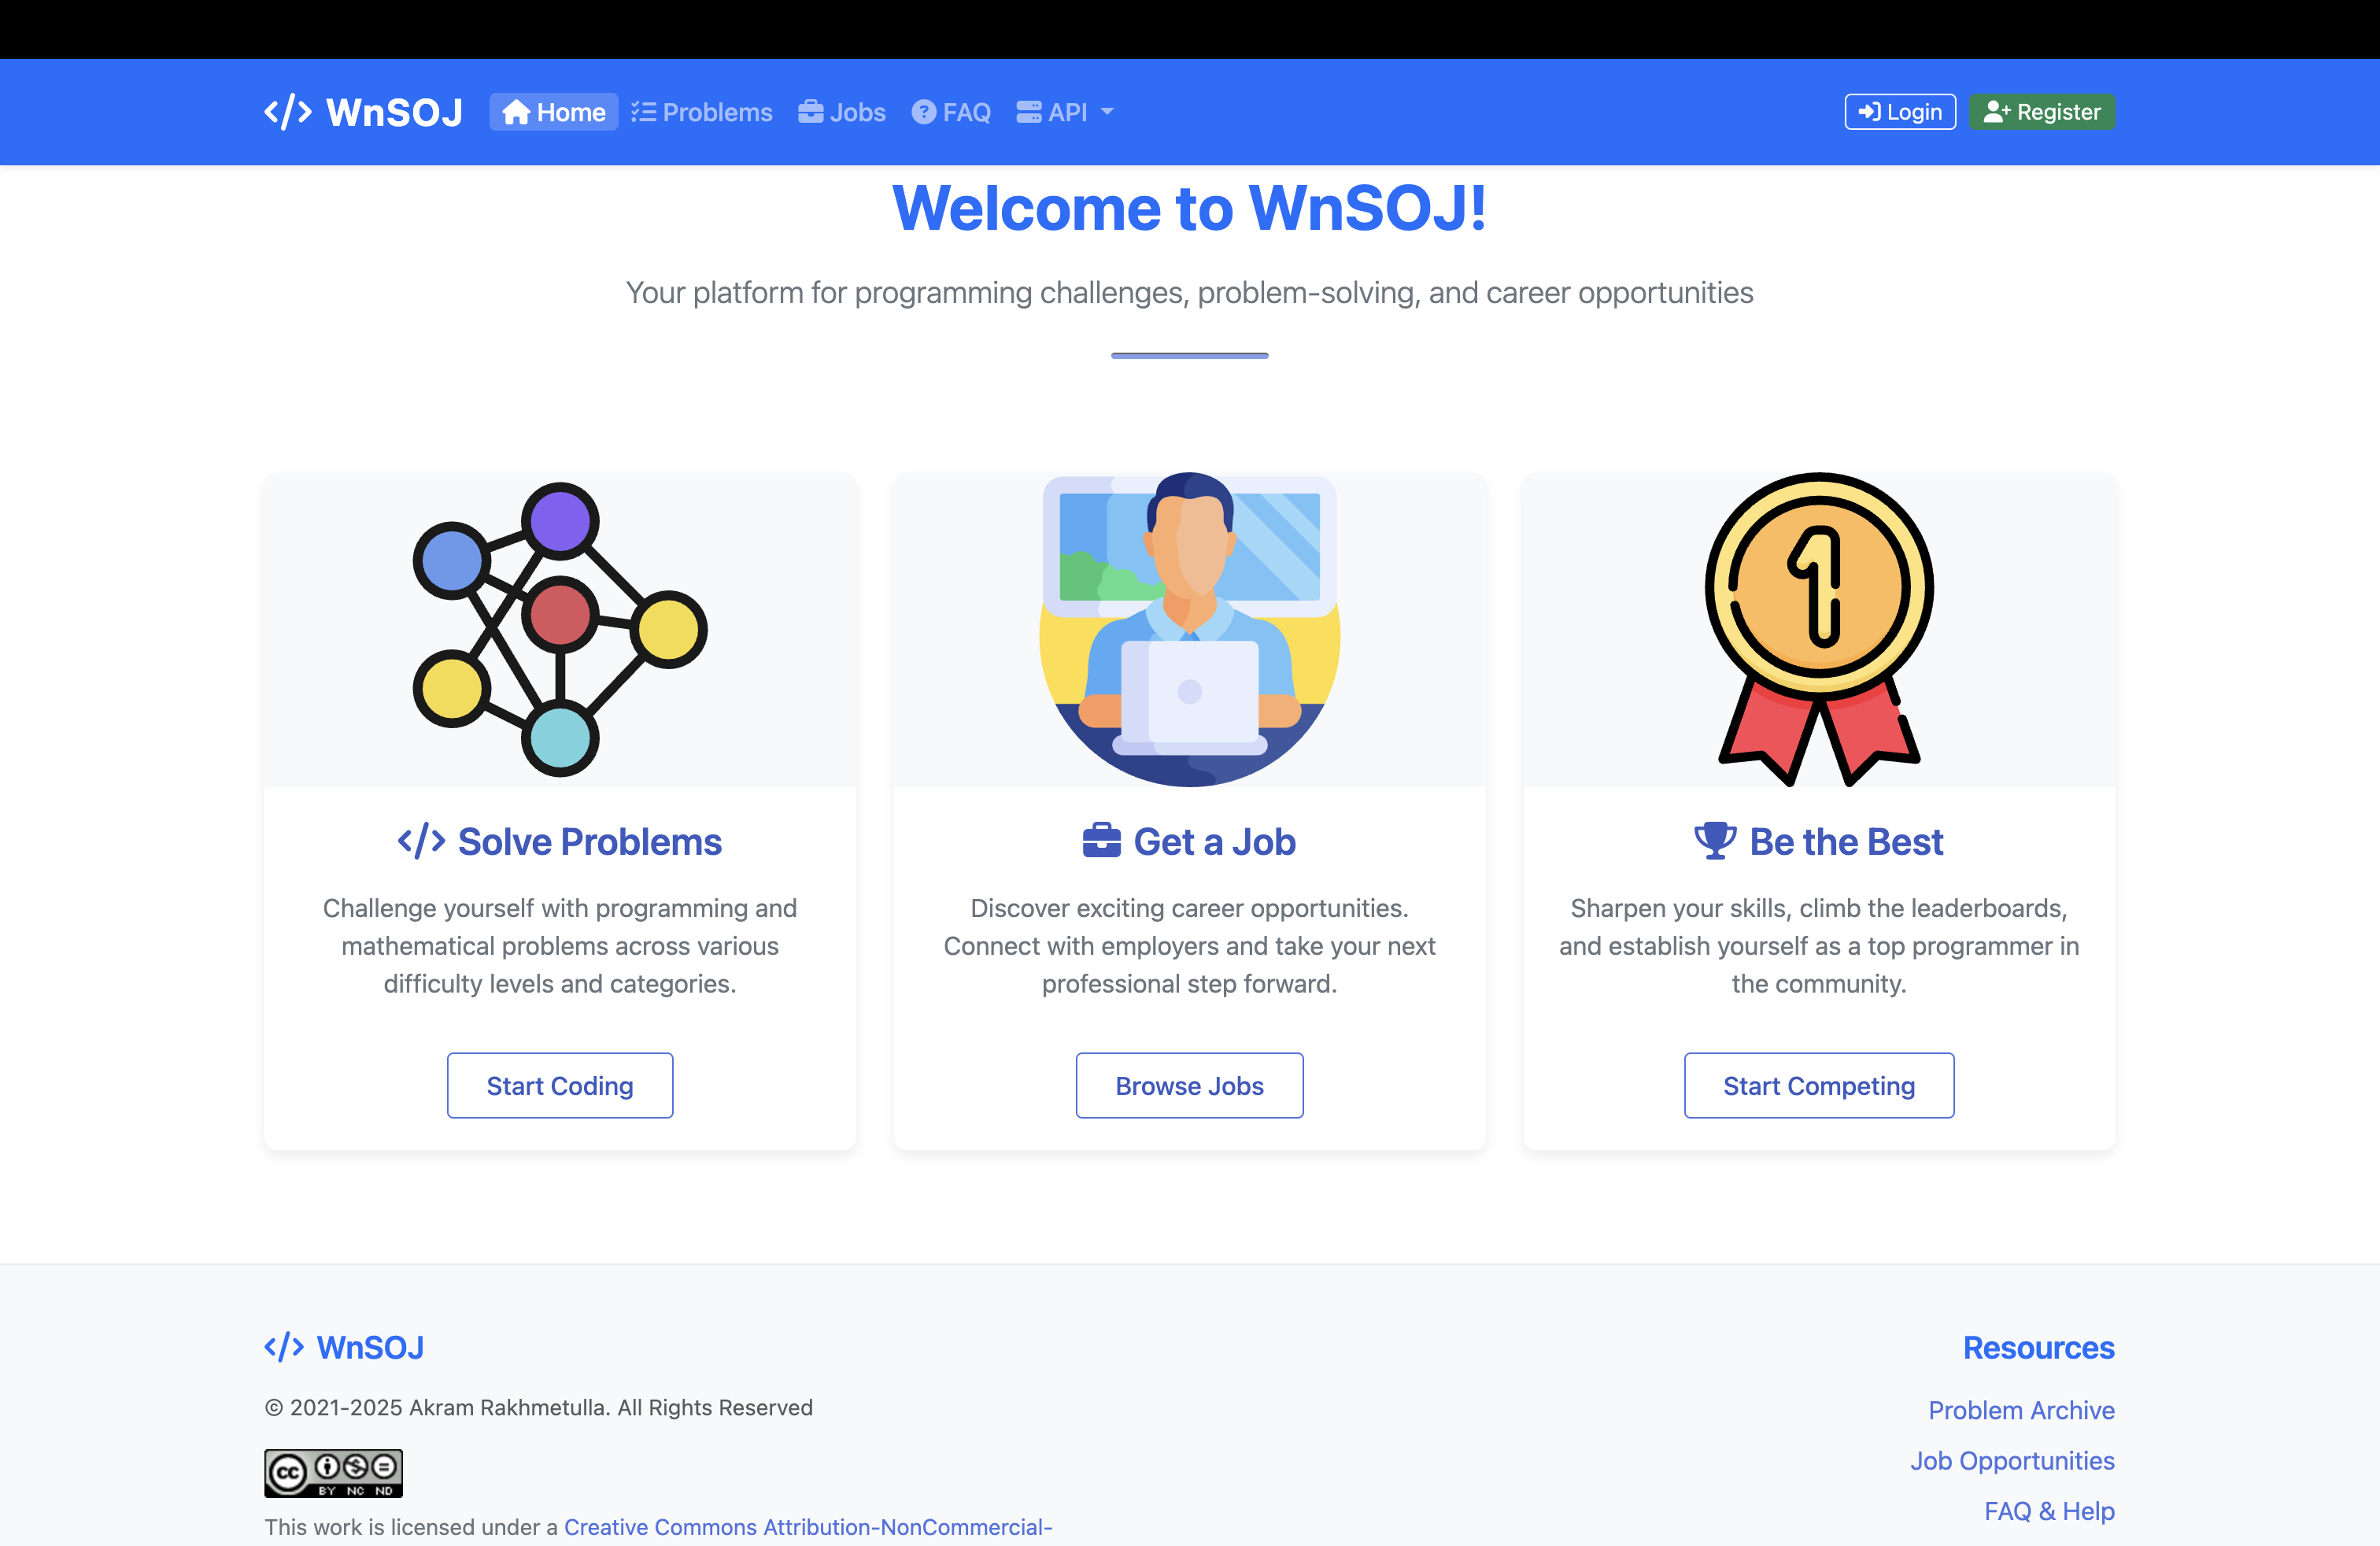 </> WnSOJ Home Problems Jobs FAQ API Login Register
Welcome to WnSOJ!
Your platform for programming challenges, problem-solving, and career opportunities
1
</> Solve Problems
Challenge yourself with programming and
mathematical problems across various
difficulty levels and categories.
Start Coding
Get a Job
Discover exciting career opportunities.
Connect with employers and take your next
professional step forward.
Browse Jobs
Be the Best
Sharpen your skills, climb the leaderboards,
and establish yourself as a top programmer in
the community.
Start Competing
</> WnSOJ
© 2021-2025 Akram Rakhmetulla. All Rights Reserved
cc
BY NC ND
This work is licensed under a Creative Commons Attribution-NonCommercial-
Resources
Problem Archive
Job Opportunities
FAQ & Help